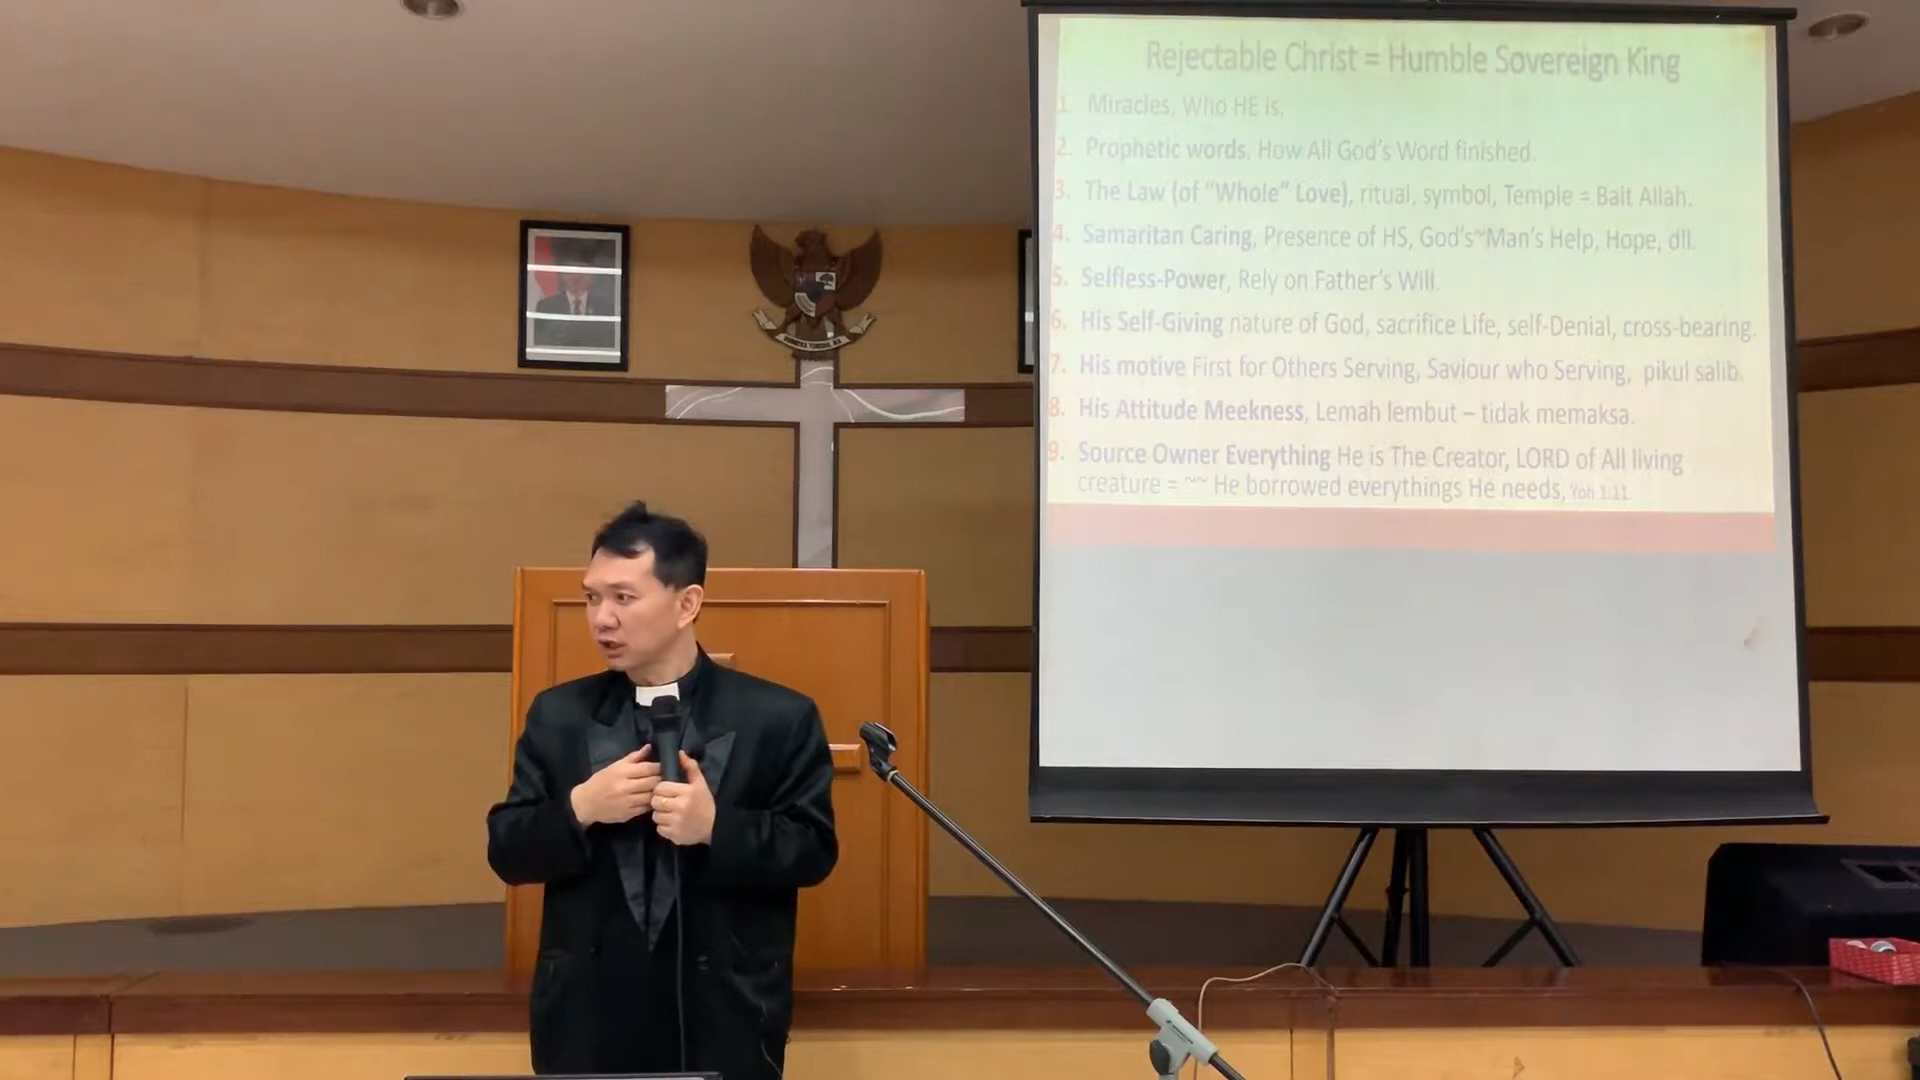 Rejectable Christ = Humble Sovereign King
1. Miracles, Who HE is.
2. Prophetic words, How All God's Word finished.
3. The Law (of "Whole" Love), ritual, symbol, Temple = Bait Allah.
4. Samaritan Caring, Presence of HS, God's~Man's Help, Hope, dll.
5. Selfless-Power, Rely on Father's Will.
6. His Self-Giving nature of God, sacrifice Life, self-Denial, cross-bearing.
7. His motive First for Others Serving, Saviour who Serving, pikul salib.
8. His Attitude Meekness, Lemah lembut – tidak memaksa.
9. Source Owner Everything He is The Creator, LORD of All living
creature = ~~ He borrowed everythings He needs, Yoh 1:11.